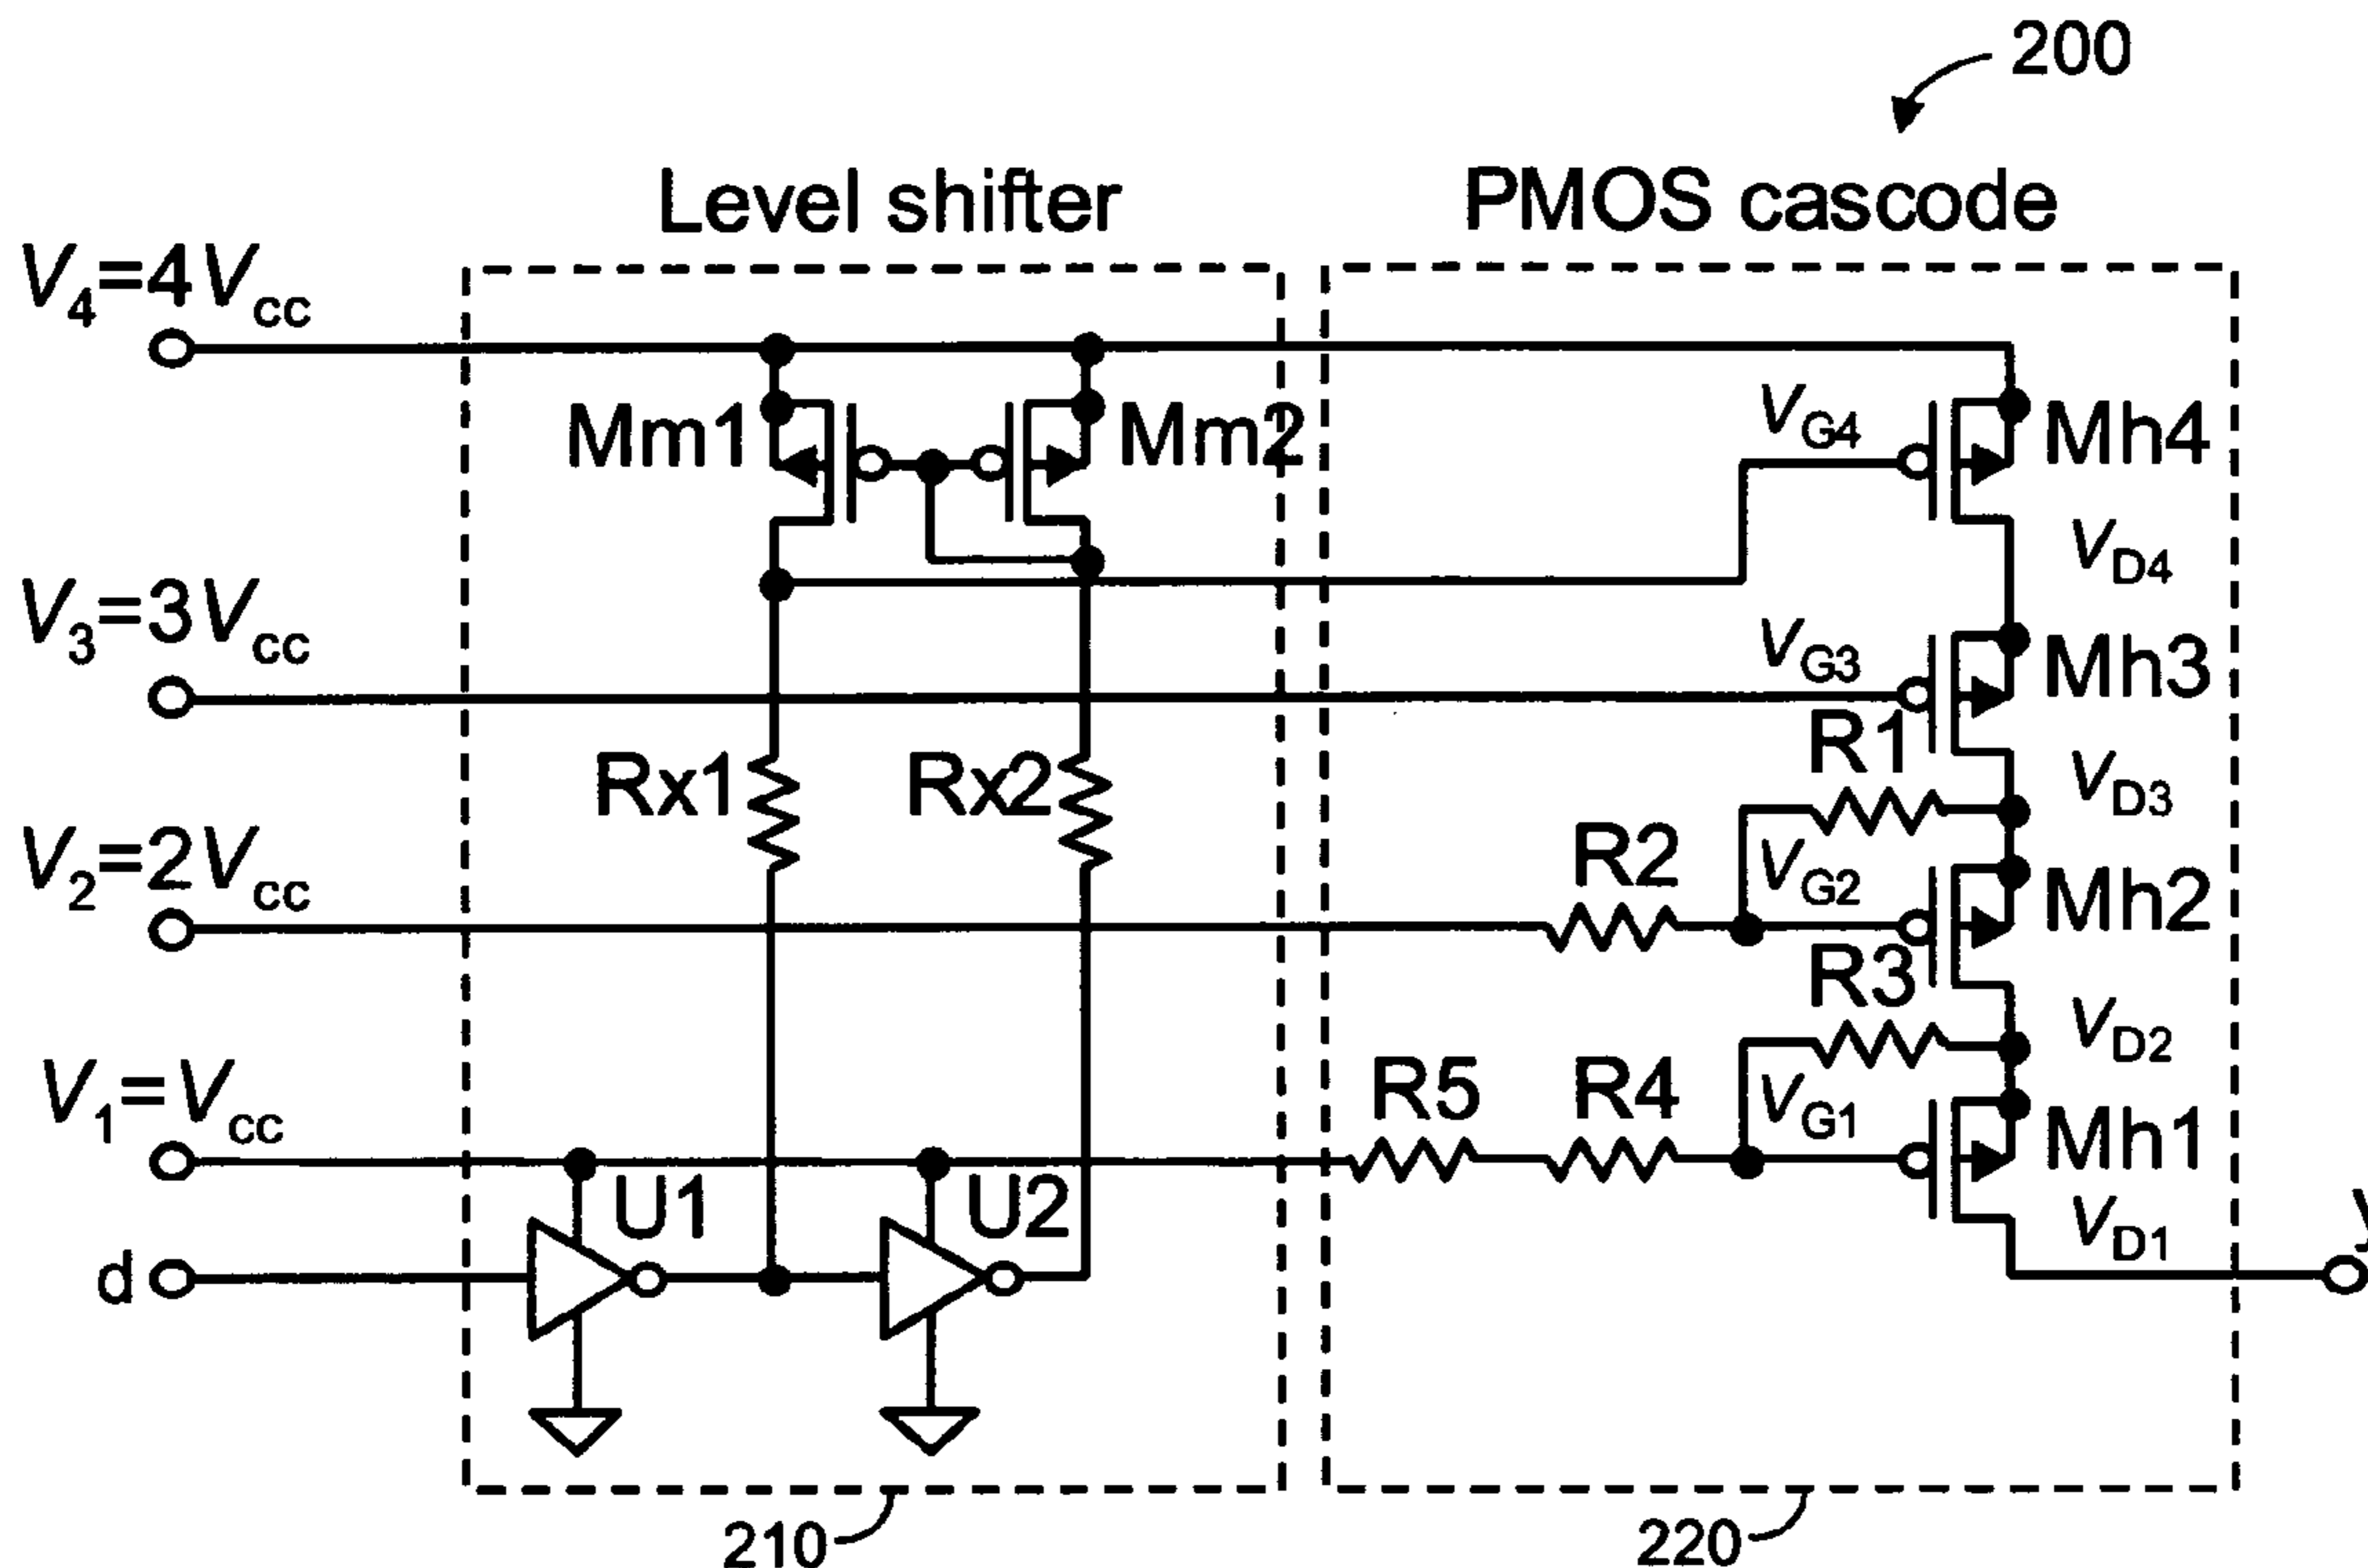 200
Level shifter
PMOS cascode
V4=4Vcc
Mm1
Mm2
VG4
Mh4
VD4
V3=3Vcc
VG3
Mh3
R1
VD3
Rx1
Rx2
V2=2Vcc
R2
VG2
Mh2
R3
VD2
V1=Vcc
R5
R4
VG1
Mh1
U1
U2
VD1
y
d
210
220